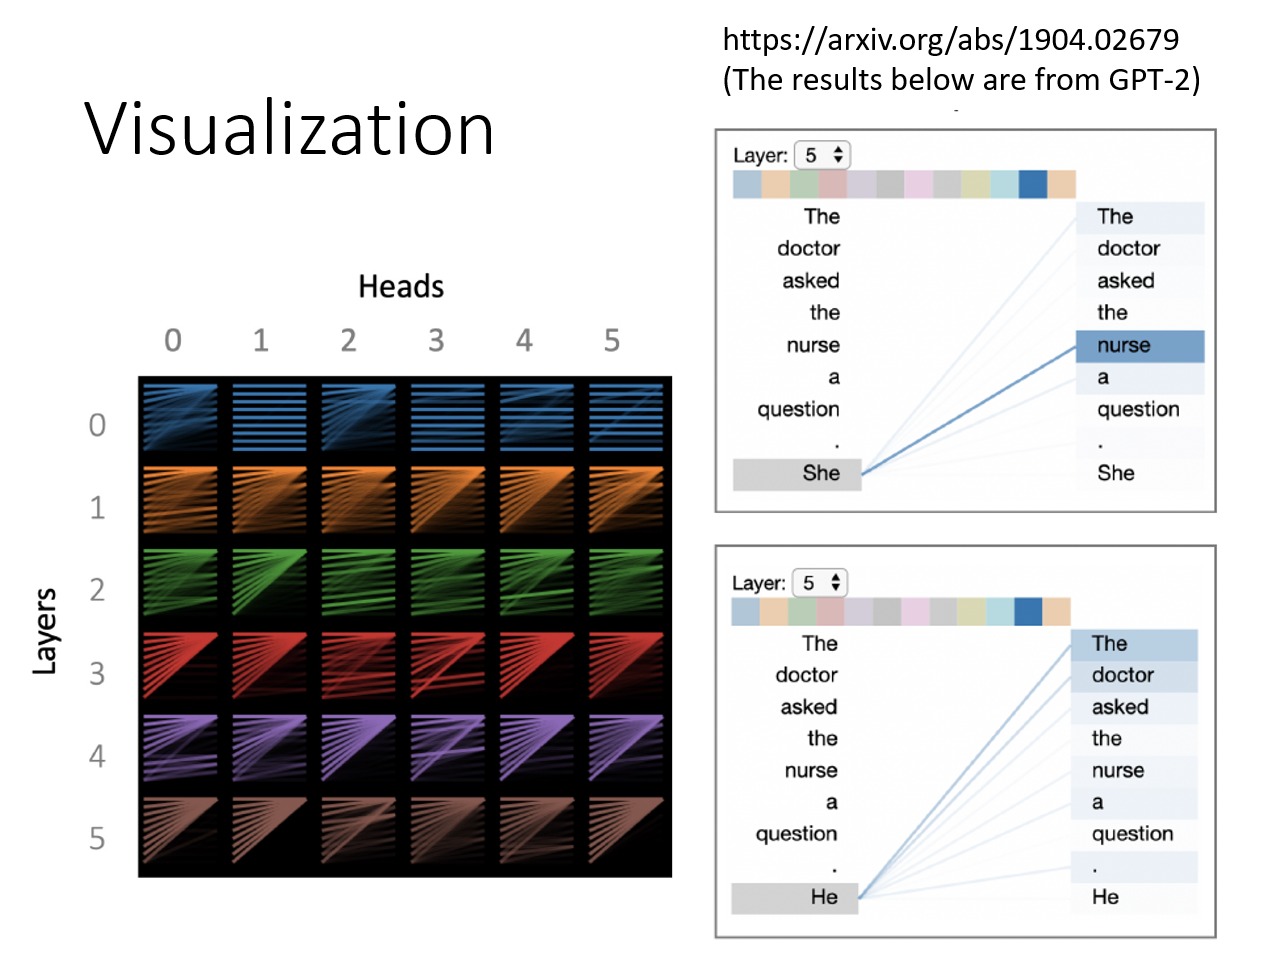 Visualization
https://arxiv.org/abs/1904.02679
(The results below are from GPT-2)
Heads
0 1 2 3 4 5
Layers
0
1
2
3
4
5
Layer: 5
The The
doctor doctor
asked asked
the the
nurse nurse
a a
question question
. .
She She
Layer: 5
The The
doctor doctor
asked asked
the the
nurse nurse
a a
question question
. .
He He